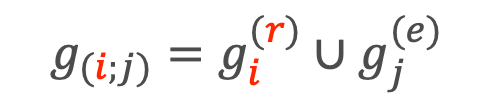 g_(i;j) = g_i^(r) ∪ g_j^(e)